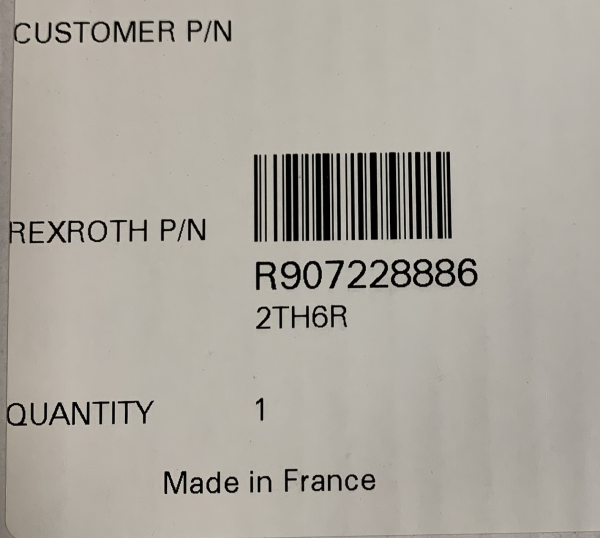 CUSTOMER P/N
REXROTH P/N
R907228886
2TH6R
QUANTITY 1
Made in France